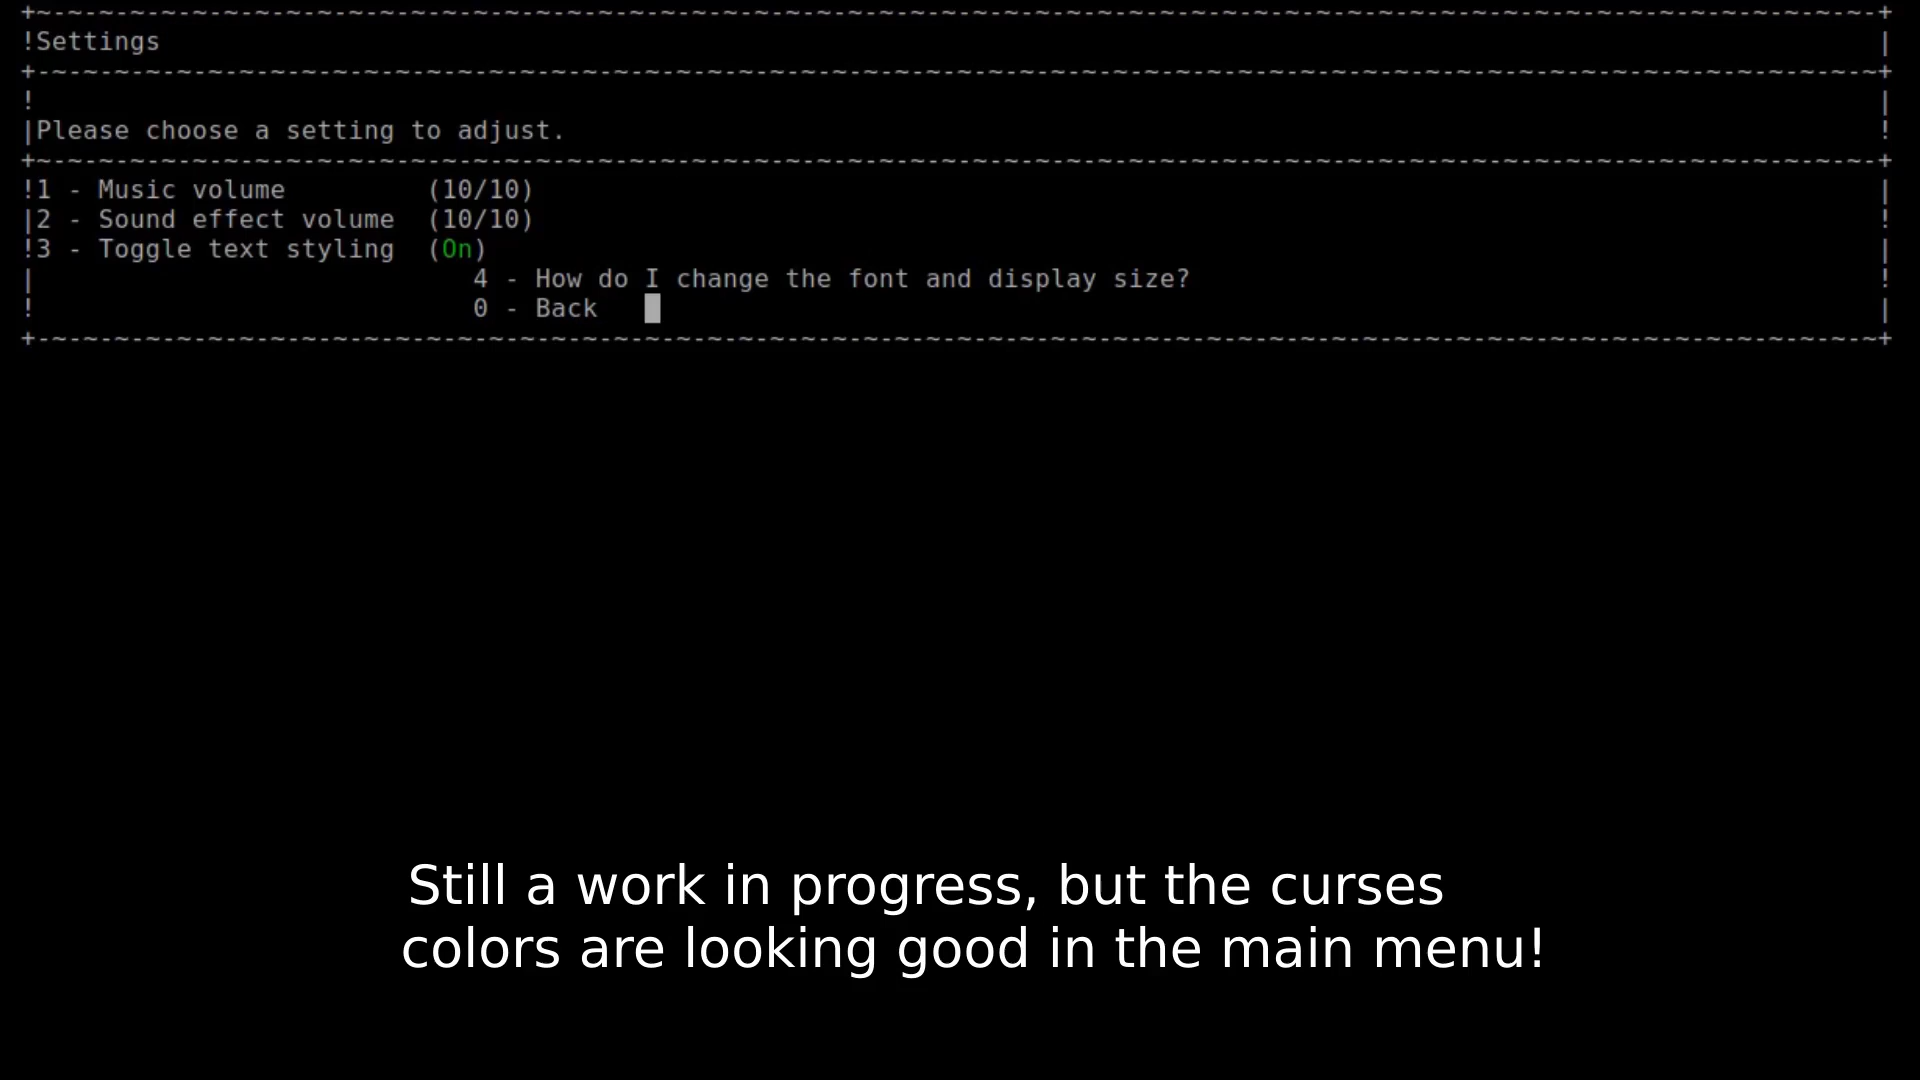 +~-~-~-~-~-~-~-~-~-~-~-~-~-~-~-~-~-~-~-~-~-~-~-~-~-~-~-~-~-~-~-~-~-~-~-~-~-~-~-~-~-~-~-~-~-~-~-~-~-~-~-~-~-~-~-~-~-~-~-+
!Settings |
+-~-~-~-~-~-~-~-~-~-~-~-~-~-~-~-~-~-~-~-~-~-~-~-~-~-~-~-~-~-~-~-~-~-~-~-~-~-~-~-~-~-~-~-~-~-~-~-~-~-~-~-~-~-~-~-~-~-~-~+
! |
|Please choose a setting to adjust. !
+~-~-~-~-~-~-~-~-~-~-~-~-~-~-~-~-~-~-~-~-~-~-~-~-~-~-~-~-~-~-~-~-~-~-~-~-~-~-~-~-~-~-~-~-~-~-~-~-~-~-~-~-~-~-~-~-~-~-~-+
!1 - Music volume         (10/10) |
|2 - Sound effect volume  (10/10) !
!3 - Toggle text styling  (On) |
|                            4 - How do I change the font and display size? !
!                            0 - Back |
+-~-~-~-~-~-~-~-~-~-~-~-~-~-~-~-~-~-~-~-~-~-~-~-~-~-~-~-~-~-~-~-~-~-~-~-~-~-~-~-~-~-~-~-~-~-~-~-~-~-~-~-~-~-~-~-~-~-~-~+
Still a work in progress, but the curses
colors are looking good in the main menu!